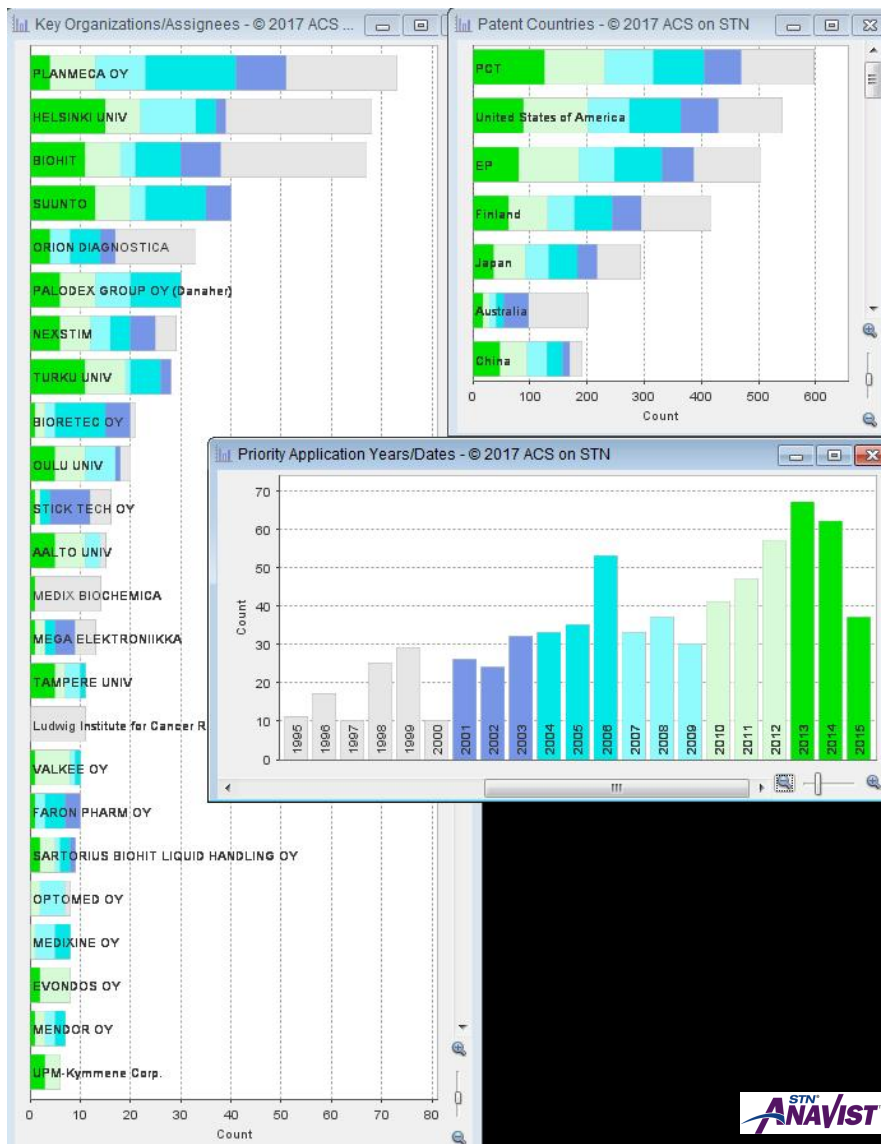 Key Organizations/Assignees - © 2017 ACS ...
PLANMECA OY
HELSINKI UNIV
BIOHIT
SUUNTO
ORION DIAGNOSTICA
PALODEX GROUP OY (Danaher)
NEXSTIM
TURKU UNIV
BIORETEC OY
OULU UNIV
STICK TECH OY
AALTO UNIV
MEDIX BIOCHEMICA
MEGA ELEKTRONIIKKA
TAMPERE UNIV
Ludwig Institute for Cancer R
VALKEE OY
FARON PHARM OY
SARTORIUS BIOHIT LIQUID HANDLING OY
OPTOMED OY
MEDIXINE OY
EVONDOS OY
MENDOR OY
UPM-Kymmene Corp.
0 10 20 30 40 50 60 70 80
Count
Patent Countries - © 2017 ACS on STN
PCT
United States of America
EP
Finland
Japan
Australia
China
0 100 200 300 400 500 600
Count
Priority Application Years/Dates - © 2017 ACS on STN
70
60
50
40
30
20
10
0
Count
1995 1996 1997 1998 1999 2000 2001 2002 2003 2004 2005 2006 2007 2008 2009 2010 2011 2012 2013 2014 2015
STN®
ANAVIST